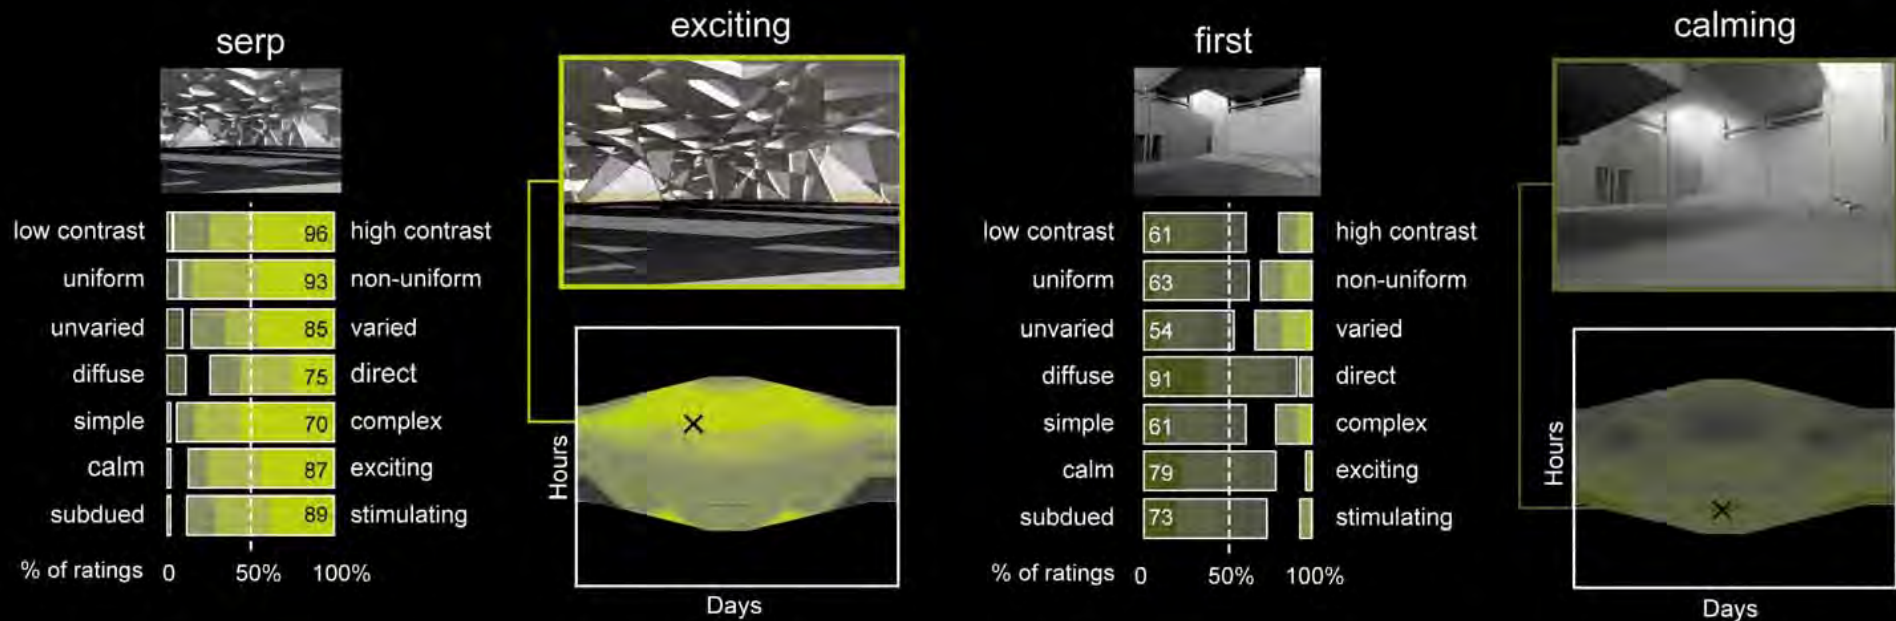 serp
exciting
low contrast 96 high contrast
uniform 93 non-uniform
unvaried 85 varied
diffuse 75 direct
simple 70 complex
calm 87 exciting
subdued 89 stimulating
% of ratings 0 50% 100%
Hours
Days
first
calming
low contrast 61 high contrast
uniform 63 non-uniform
unvaried 54 varied
diffuse 91 direct
simple 61 complex
calm 79 exciting
subdued 73 stimulating
% of ratings 0 50% 100%
Hours
Days